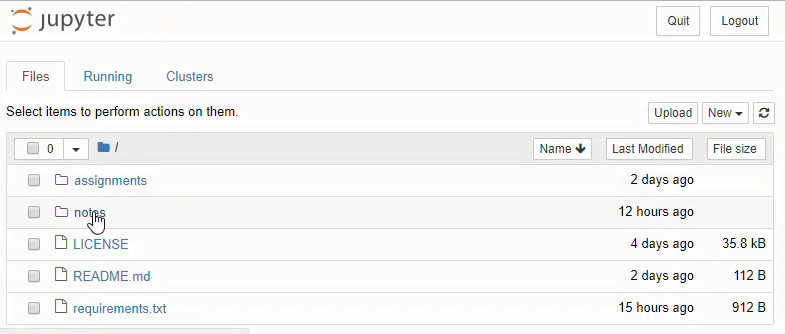 jupyter Quit Logout
Files Running Clusters
Select items to perform actions on them. Upload New
0 / Name Last Modified File size
assignments 2 days ago
notes 12 hours ago
LICENSE 4 days ago 35.8 kB
README.md 2 days ago 112 B
requirements.txt 15 hours ago 912 B